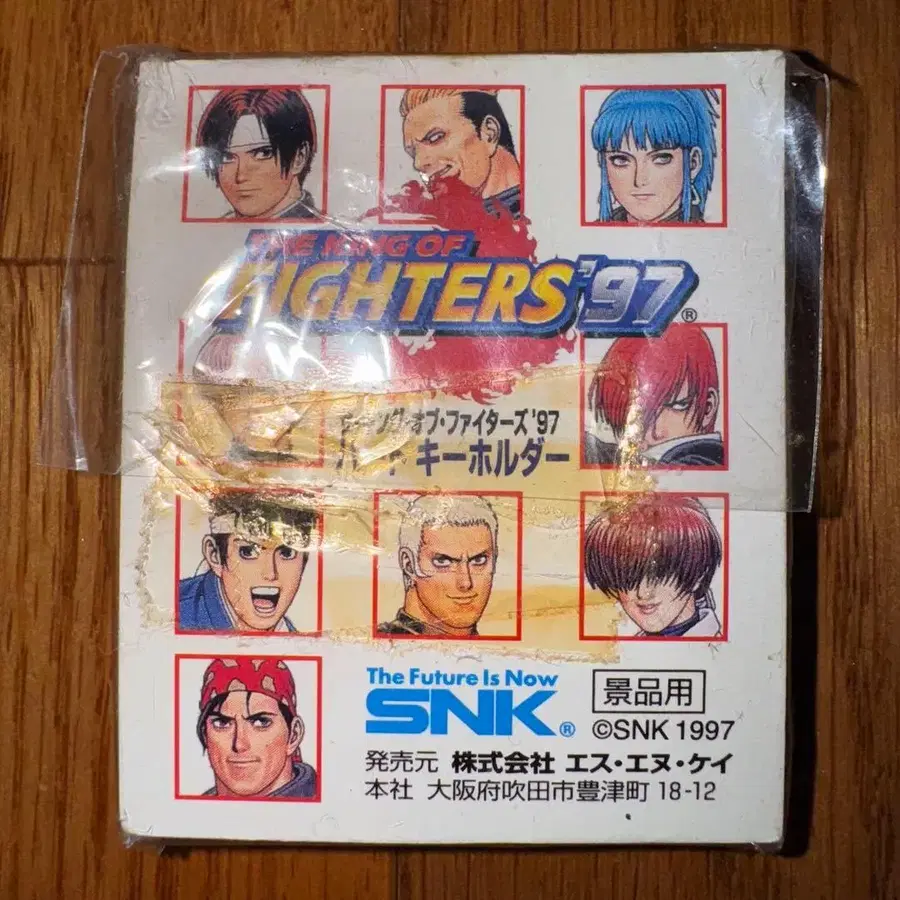 THE KING OF
FIGHTERS '97 ®
キング・オブ・ファイターズ'97
キーホルダー
The Future Is Now
SNK ®
景品用
©SNK 1997
発売元 株式会社 エス・エヌ・ケイ
本社 大阪府吹田市豊津町 18-12